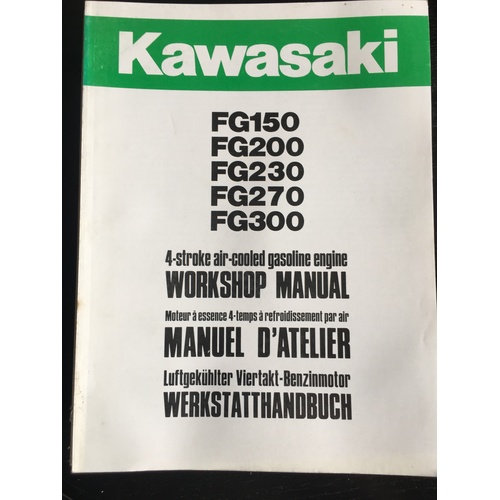 Kawasaki
FG150
FG200
FG230
FG270
FG300
4-stroke air-cooled gasoline engine
WORKSHOP MANUAL
Moteur à essence 4-temps à refroidissement par air
MANUEL D'ATELIER
Luftgekühlter Viertakt-Benzinmotor
WERKSTATTHANDBUCH